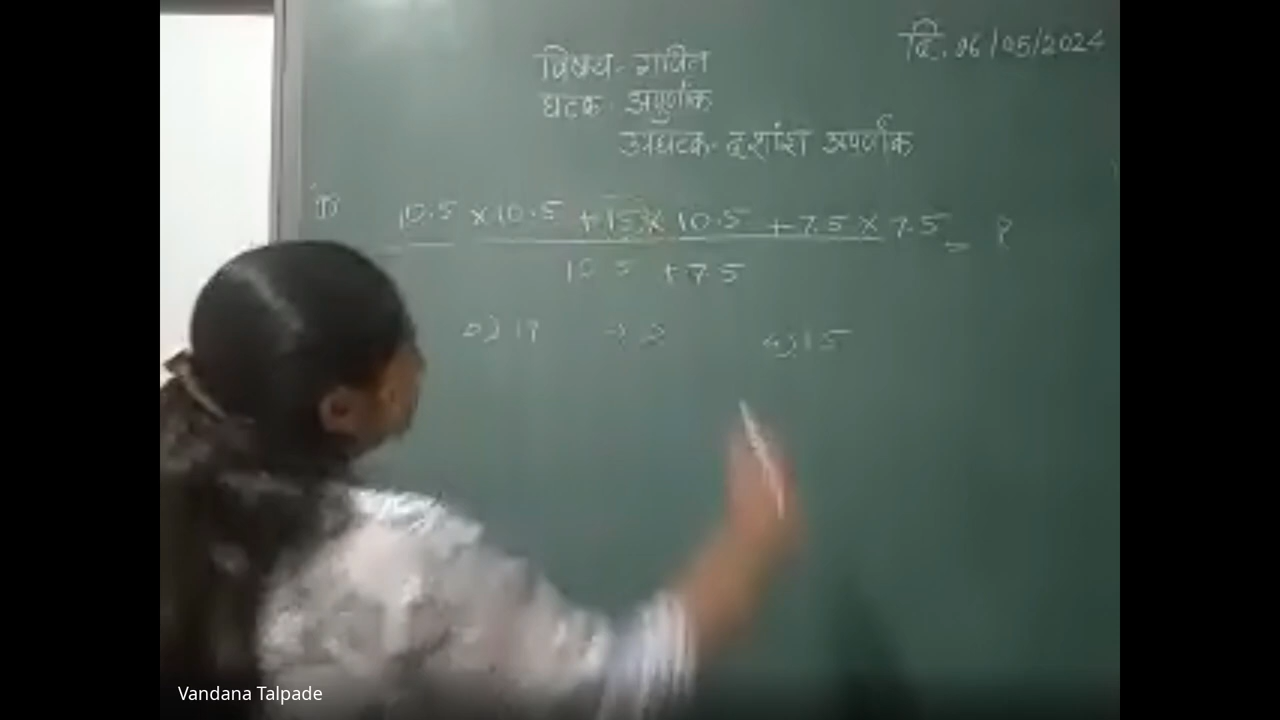 दि. 06/05/2024
विषय - गणित
घटक - अपुर्णांक
उपघटक - दशांश अपूर्णांक
10.5 × 10.5 + 15 × 10.5 + 7.5 × 7.5 = ?
10.5 + 7.5
15
Vandana Talpade